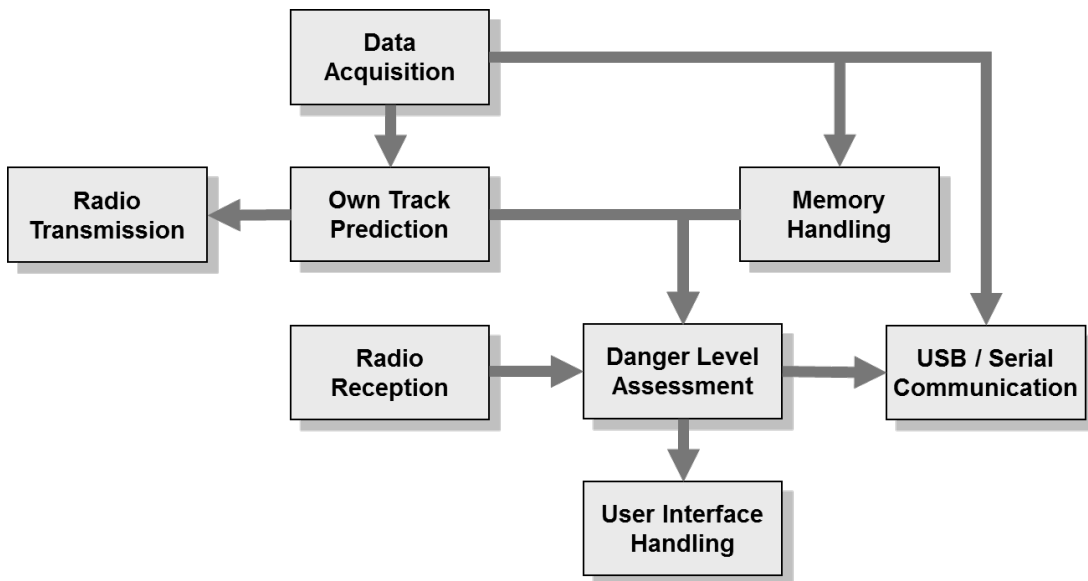 Data
Acquisition
Radio
Transmission
Own Track
Prediction
Memory
Handling
Radio
Reception
Danger Level
Assessment
USB / Serial
Communication
User Interface
Handling